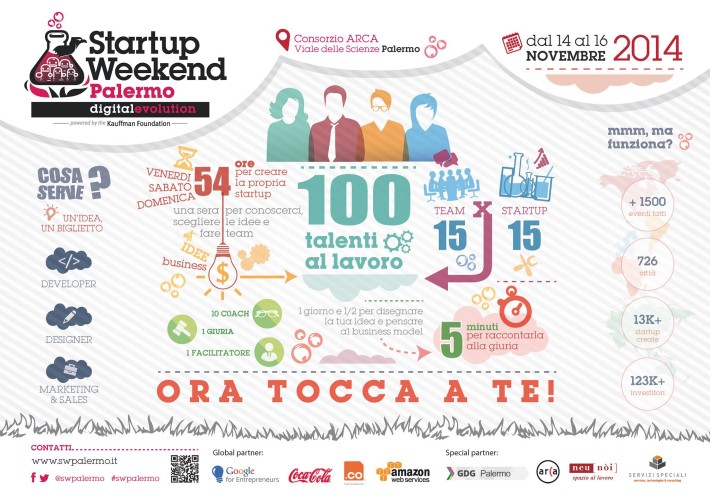 Startup
Weekend
Palermo
digitalevolution
powered by the Kauffman Foundation
Consorzio ARCA
Viale delle Scienze Palermo
dal 14 al 16
NOVEMBRE 2014
COSA
SERVE ?
UN'IDEA,
UN BIGLIETTO
DEVELOPER
DESIGNER
MARKETING
& SALES
VENERDI
SABATO
DOMENICA
54 ore
per creare
la propria
startup
una sera per conoscerci,
scegliere le idee e
fare team
IDEE
business
$
10 COACH
1 GIURIA
1 FACILITATORE
100
talenti
al lavoro
1 giorno e 1/2 per disegnare
la tua idea e pensare
al business model
TEAM X STARTUP
15 15
5 minuti
per raccontarla
alla giuria
mmm, ma
funziona?
+ 1500
eventi fatti
726
città
13K+
startup
create
123K+
investitori
ORA TOCCA A TE!
CONTATTI
www.swpalermo.it
@swpalermo #swpalermo
Global partner:
Google
for Entrepreneurs
Coca-Cola
CO
amazon
web services
Special partner:
GDG Palermo
ar(a
neu [nòi]
spazio al lavoro
SERVIZI SPECIALI